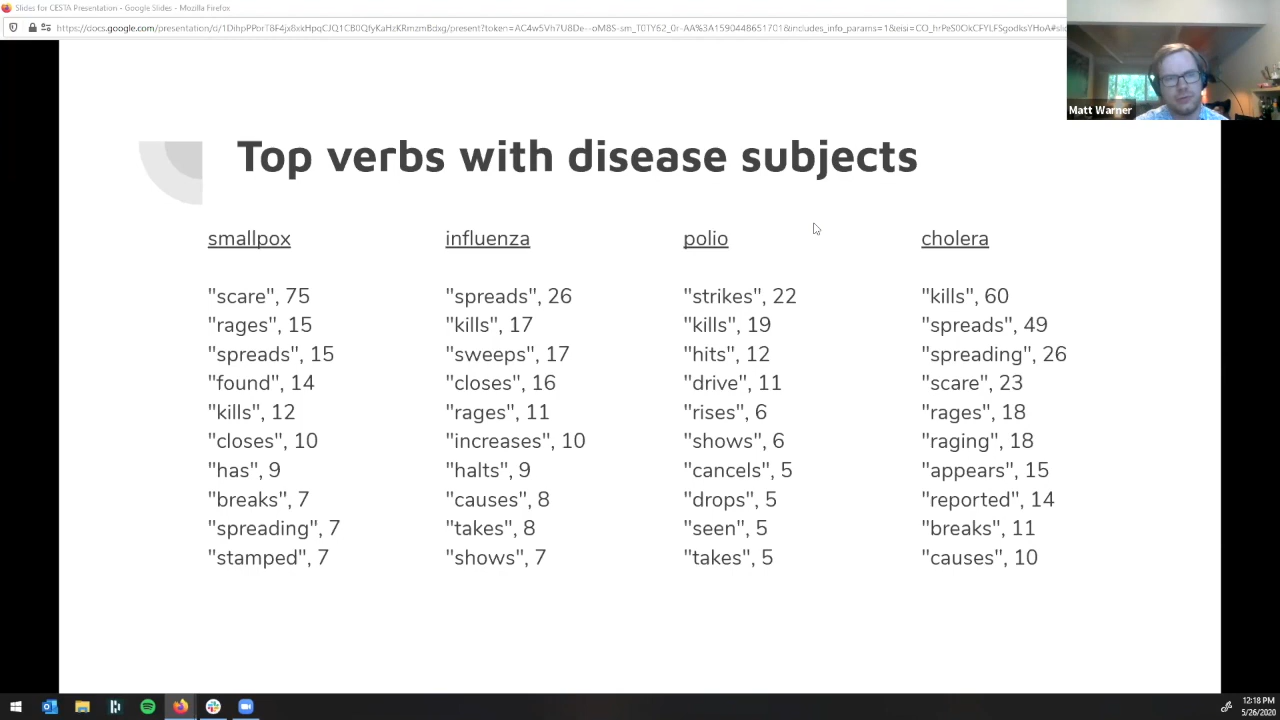 Slides for CESTA Presentation - Google Slides - Mozilla Firefox
Matt Warner
Top verbs with disease subjects
smallpox
"scare", 75
"rages", 15
"spreads", 15
"found", 14
"kills", 12
"closes", 10
"has", 9
"breaks", 7
"spreading", 7
"stamped", 7
influenza
"spreads", 26
"kills", 17
"sweeps", 17
"closes", 16
"rages", 11
"increases", 10
"halts", 9
"causes", 8
"takes", 8
"shows", 7
polio
"strikes", 22
"kills", 19
"hits", 12
"drive", 11
"rises", 6
"shows", 6
"cancels", 5
"drops", 5
"seen", 5
"takes", 5
cholera
"kills", 60
"spreads", 49
"spreading", 26
"scare", 23
"rages", 18
"raging", 18
"appears", 15
"reported", 14
"breaks", 11
"causes", 10
12:18 PM
5/26/2020